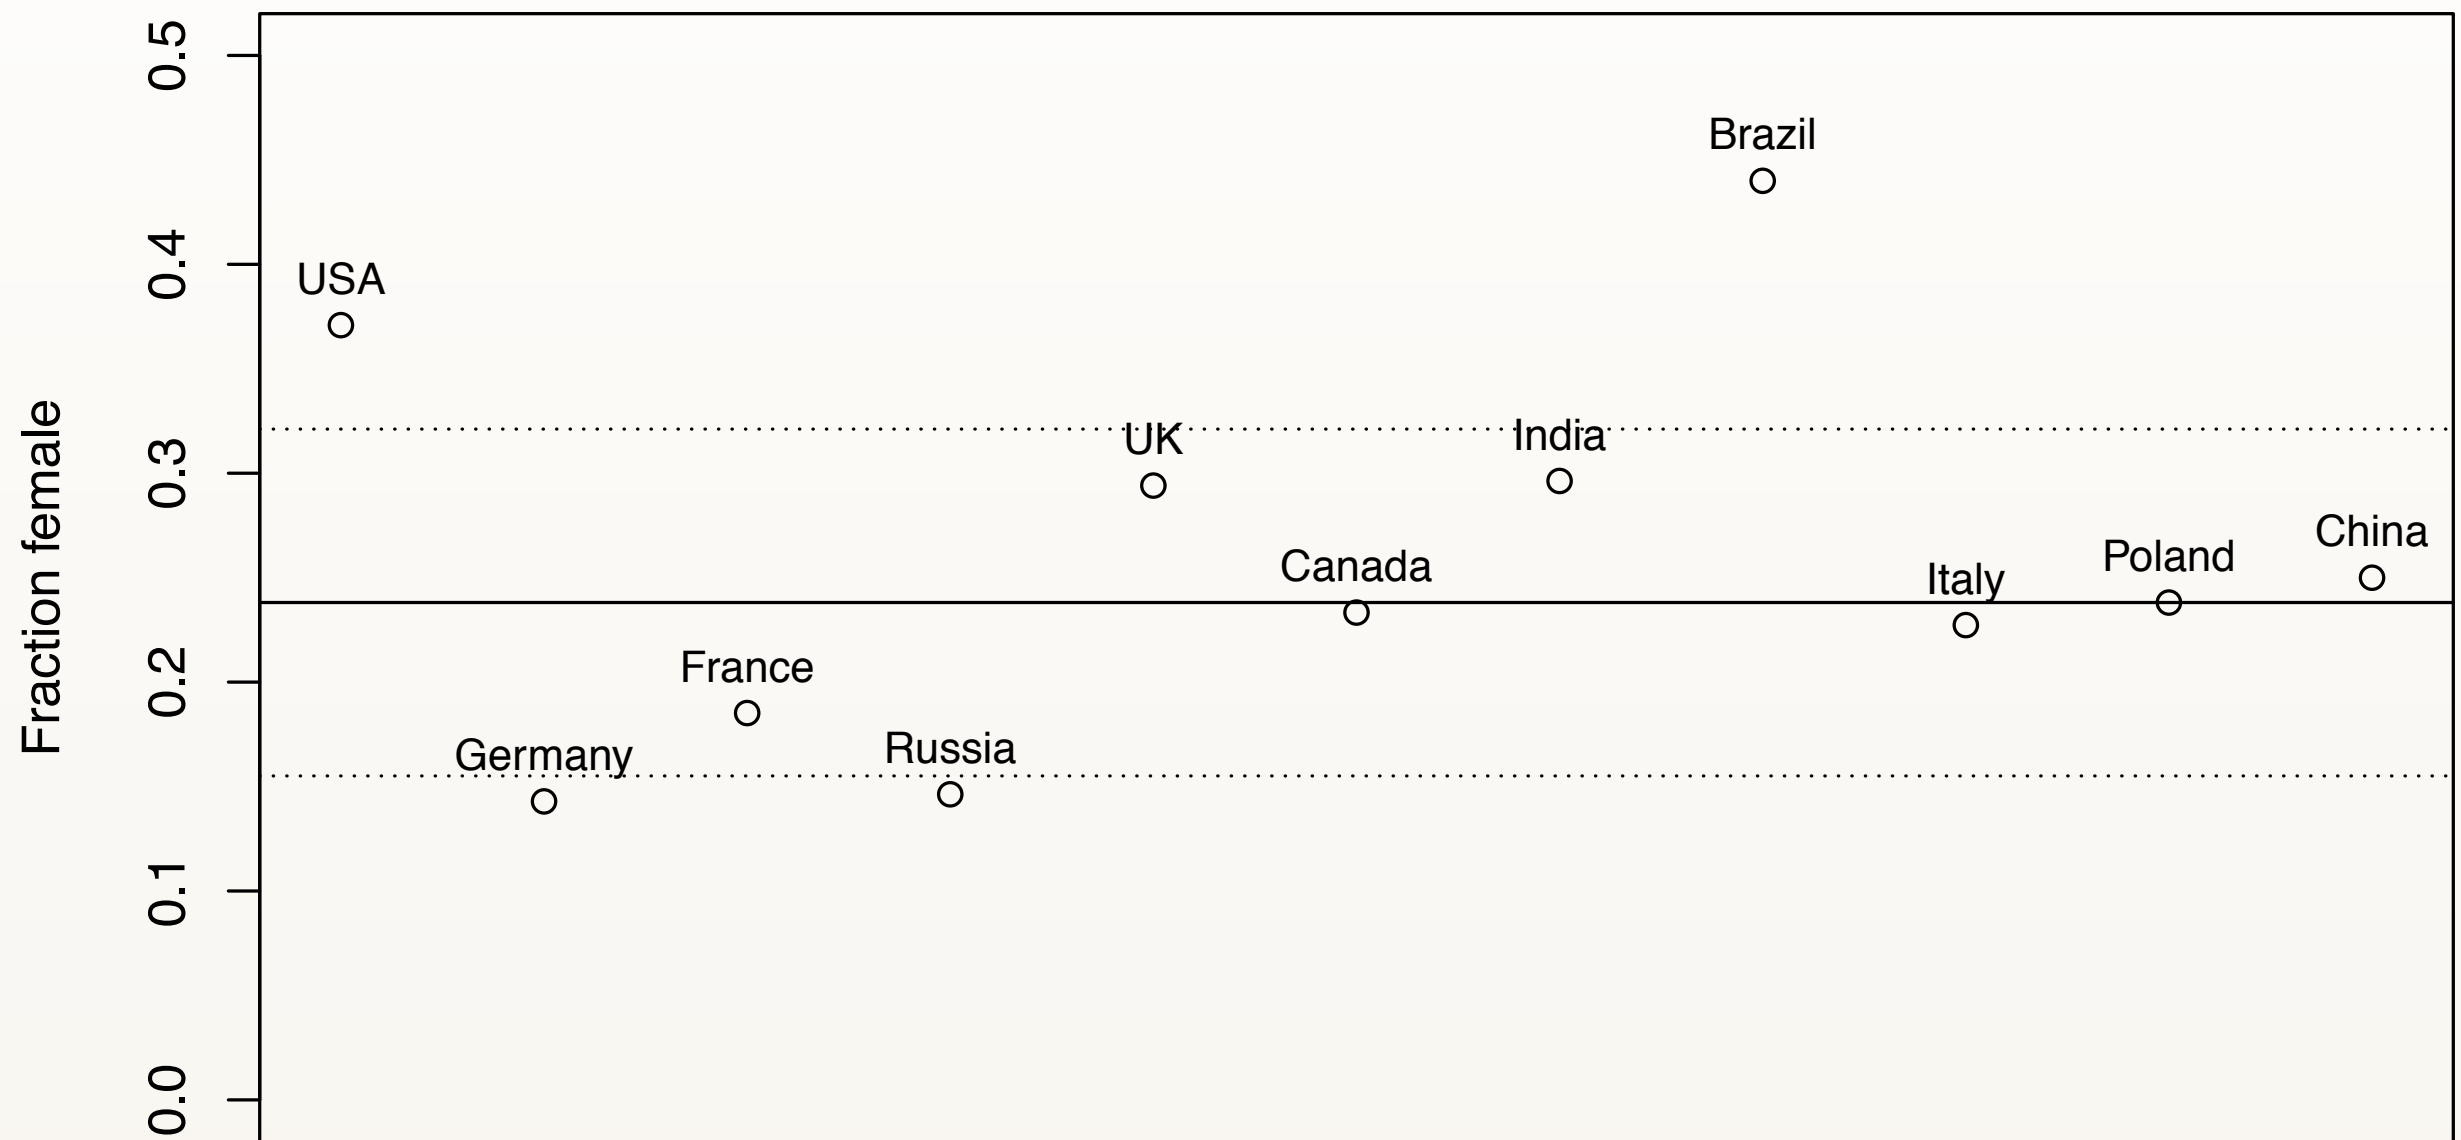 0.5
0.4
0.3
0.2
0.1
0.0
Fraction female
Brazil
USA
UK
India
China
Poland
Canada
Italy
France
Russia
Germany